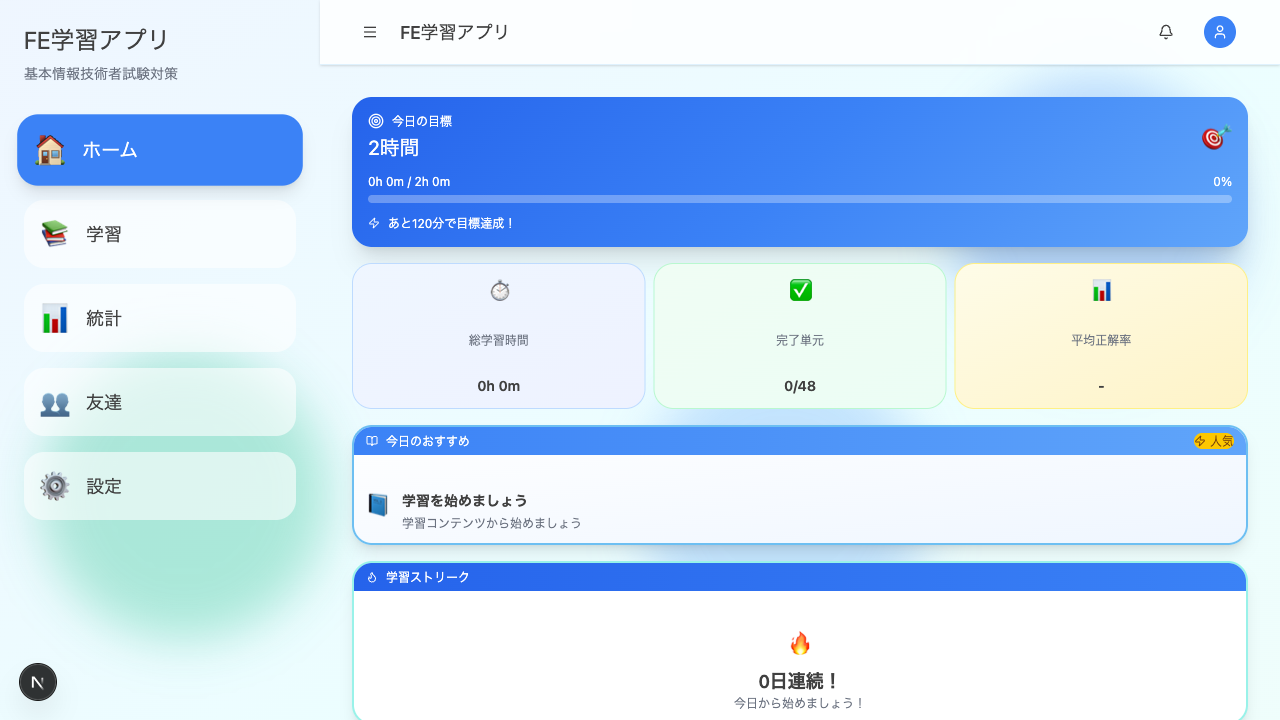 FE学習アプリ
基本情報技術者試験対策
ホーム
学習
統計
友達
設定
N
FE学習アプリ
今日の目標
2時間
0h 0m / 2h 0m
0%
あと120分で目標達成！
総学習時間
0h 0m
完了単元
0/48
平均正解率
-
今日のおすすめ
人気
学習を始めましょう
学習コンテンツから始めましょう
学習ストリーク
0日連続！
今日から始めましょう！